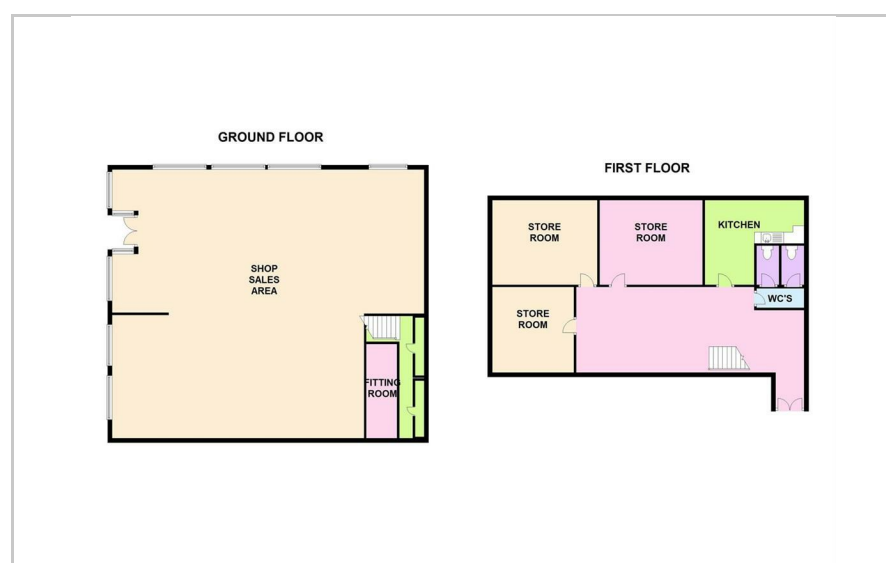 GROUND FLOOR
SHOP
SALES
AREA
FITTING
ROOM
FIRST FLOOR
STORE
ROOM
STORE
ROOM
KITCHEN
STORE
ROOM
WC'S